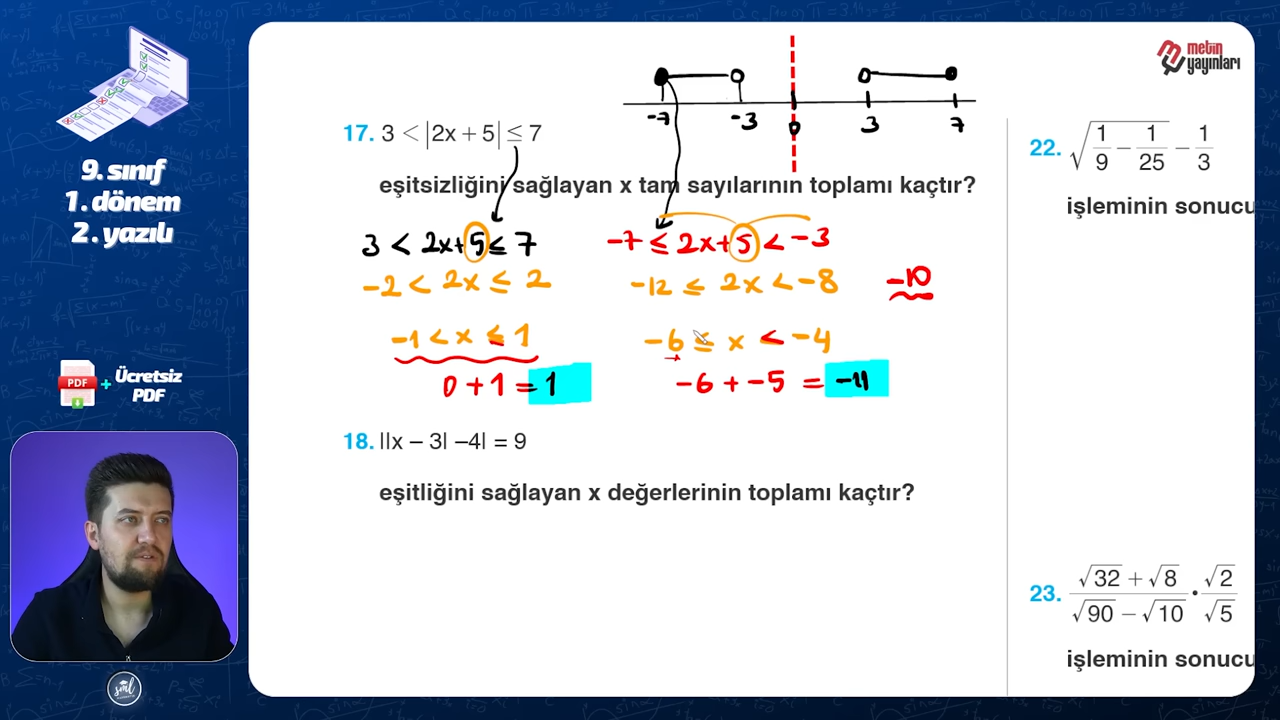 metin
yayınları
9. sınıf
1. dönem
2. yazılı
PDF + Ücretsiz
PDF
sml
-7 -3 0 3 7
17. 3 < |2x + 5| ≤ 7
eşitsizliğini sağlayan x tam sayılarının toplamı kaçtır?
3 < 2x+5 ≤ 7
-2 < 2x ≤ 2
-1 < x ≤ 1
0 + 1 = 1
-7 ≤ 2x+5 < -3
-12 ≤ 2x < -8
-6 ≤ x < -4
-6 + -5 = -11
-10
18. ||x – 3| –4| = 9
eşitliğini sağlayan x değerlerinin toplamı kaçtır?
22. √(1/9 − 1/25) − 1/3
işleminin sonucu
23. (√32 + √8)/(√90 − √10) • √2/√5
işleminin sonucu